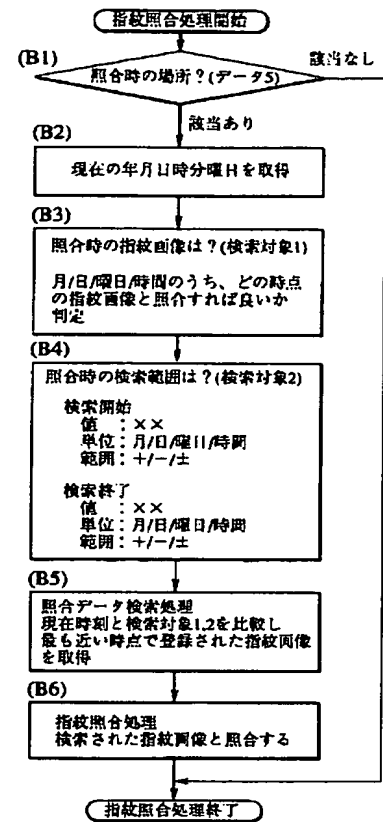 指紋照合処理開始
(B1)
照合時の場所？(データ5)
該当なし
該当あり
(B2)
現在の年月日時分曜日を取得
(B3)
照合時の指紋画像は？(検索対象1)
月/日/曜日/時間のうち、どの時点
の指紋画像と照合すれば良いか
判定
(B4)
照合時の検索範囲は？(検索対象2)
検索開始
値　：××
単位：月/日/曜日/時間
範囲：+/−/±
検索終了
値　：××
単位：月/日/曜日/時間
範囲：+/−/±
(B5)
照合データ検索処理
現在時刻と検索対象1,2を比較し
最も近い時点で登録された指紋画像
を取得
(B6)
指紋照合処理
検索された指紋画像と照合する
指紋照合処理終了